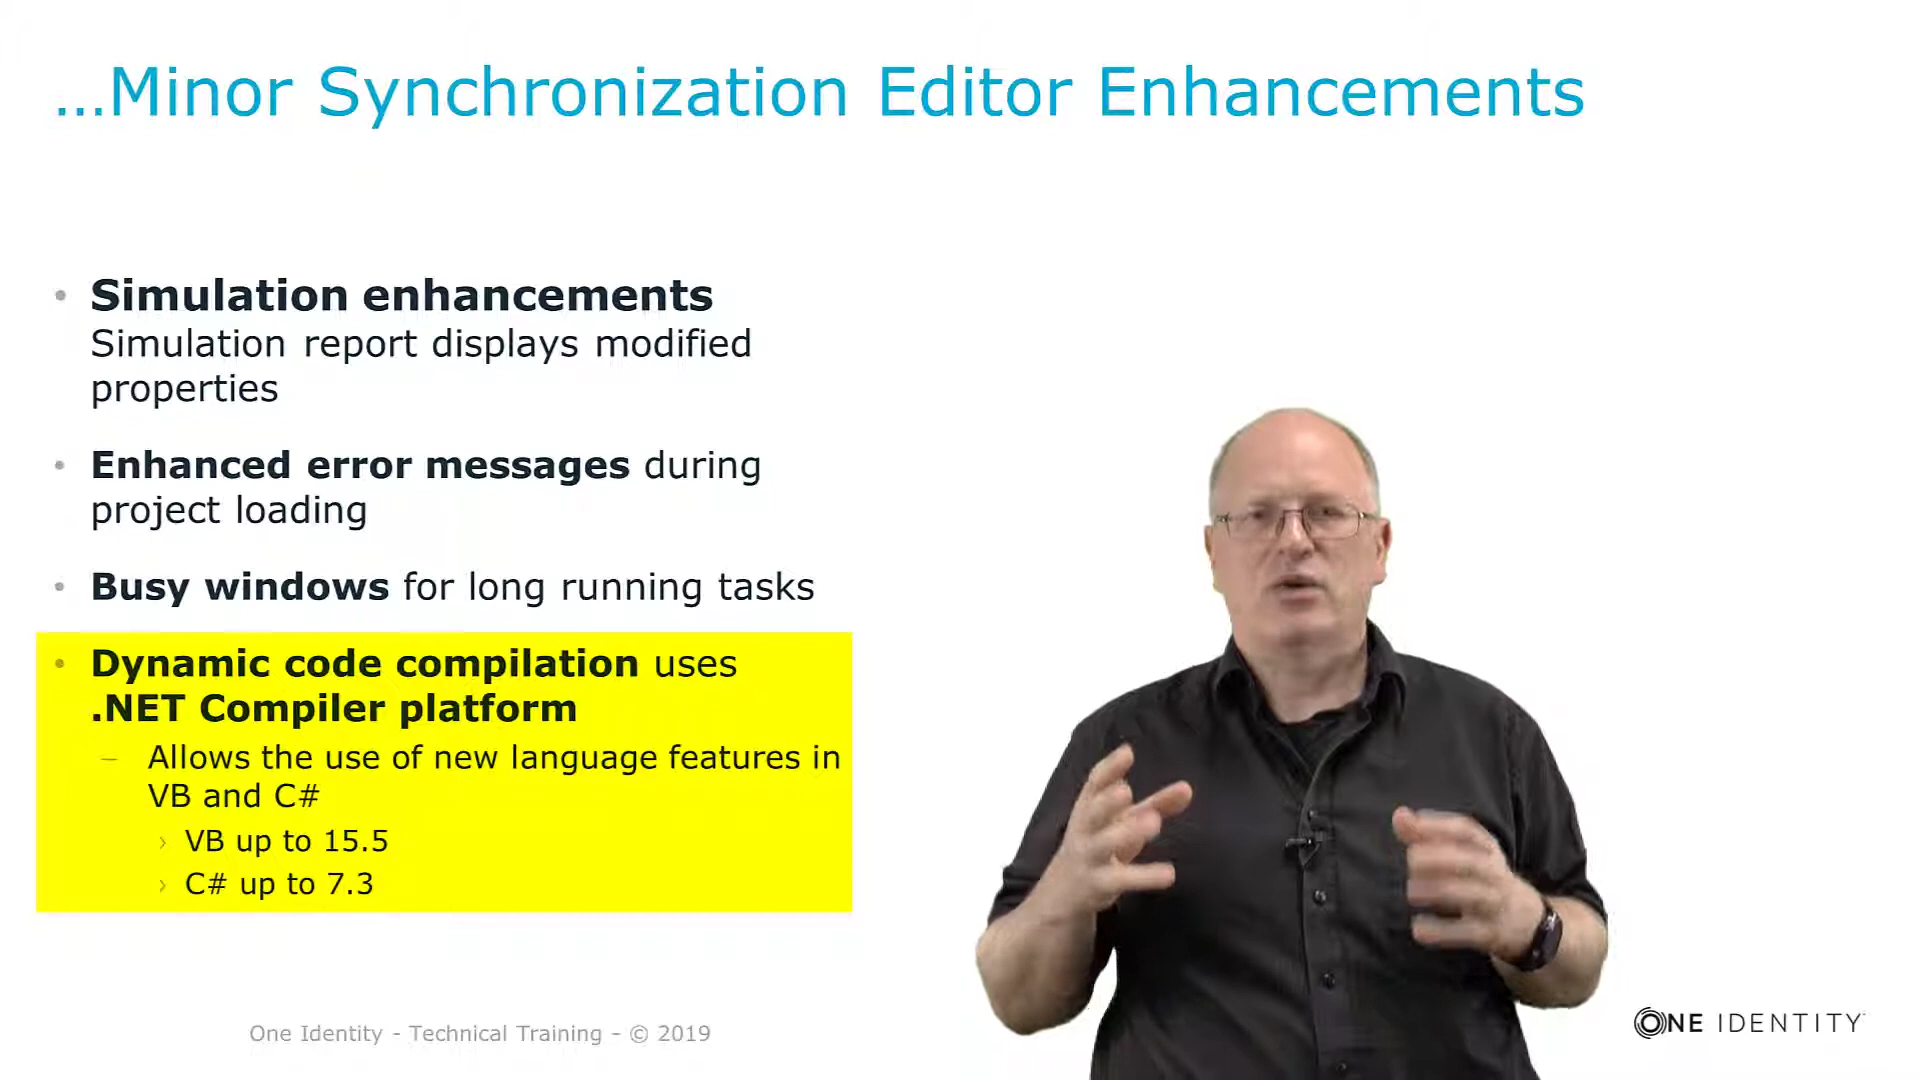 …Minor Synchronization Editor Enhancements
• Simulation enhancements
Simulation report displays modified
properties
• Enhanced error messages during
project loading
• Busy windows for long running tasks
• Dynamic code compilation uses
.NET Compiler platform
– Allows the use of new language features in
VB and C#
› VB up to 15.5
› C# up to 7.3
One Identity - Technical Training - © 2019
ONE IDENTITY